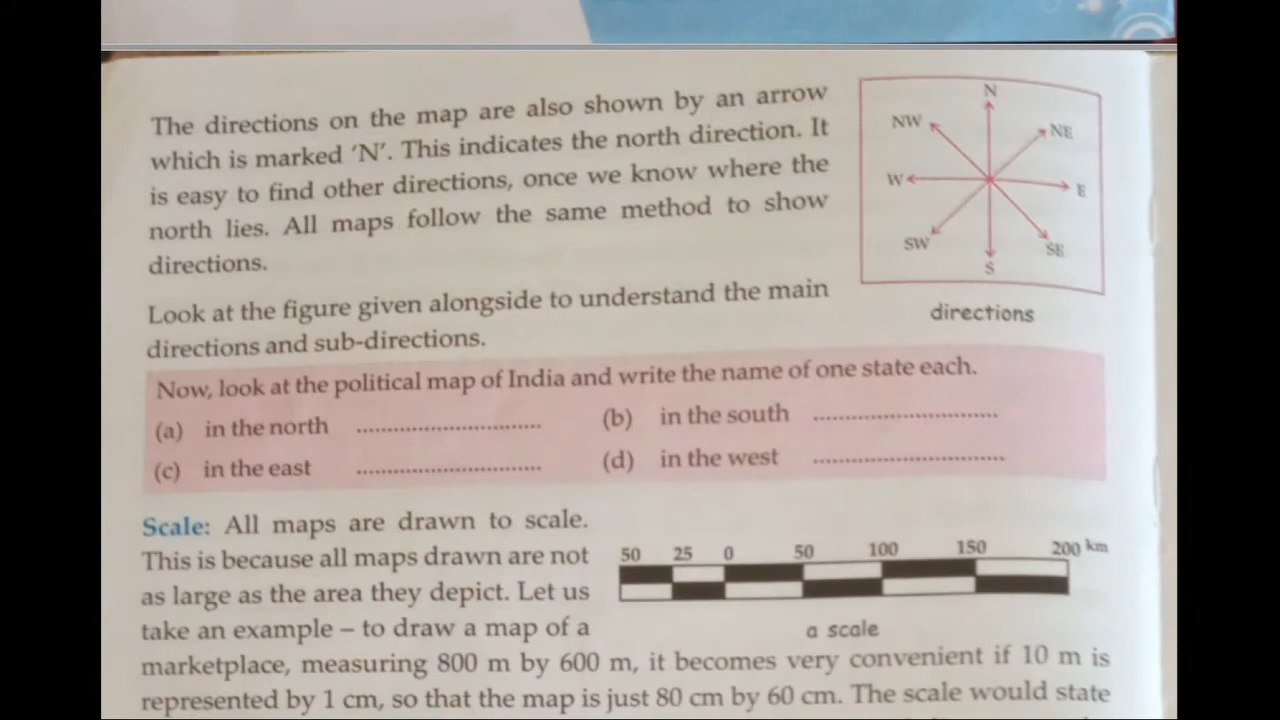 The directions on the map are also shown by an arrow
which is marked 'N'. This indicates the north direction. It
is easy to find other directions, once we know where the
north lies. All maps follow the same method to show
directions.
Look at the figure given alongside to understand the main
directions and sub-directions.
N
NW
NE
W
E
SW
SE
S
directions
Now, look at the political map of India and write the name of one state each.
(a) in the north .............................. (b) in the south ..............................
(c) in the east .............................. (d) in the west ..............................
Scale: All maps are drawn to scale.
This is because all maps drawn are not
as large as the area they depict. Let us
take an example – to draw a map of a
50 25 0 50 100 150 200 km
a scale
marketplace, measuring 800 m by 600 m, it becomes very convenient if 10 m is
represented by 1 cm, so that the map is just 80 cm by 60 cm. The scale would state